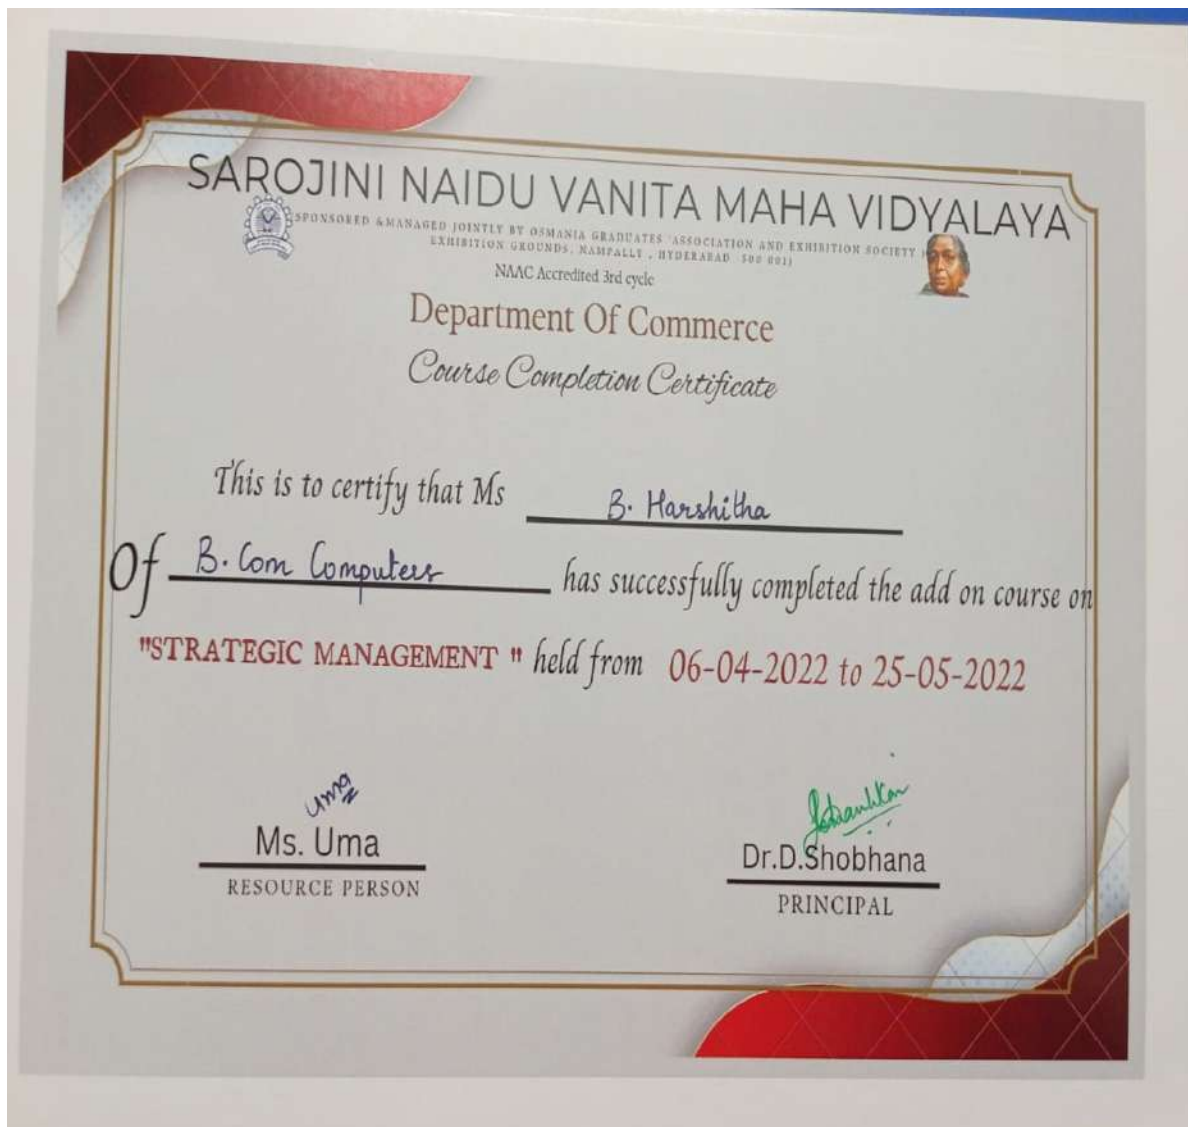 SAROJINI NAIDU VANITA MAHA VIDYALAYA
SPONSORED & MANAGED JOINTLY BY OSMANIA GRADUATES 'ASSOCIATION AND EXHIBITION SOCIETY
EXHIBITION GROUNDS, NAMPALLY , HYDERABAD
NAAC Accredited 3rd cycle
Department Of Commerce
Course Completion Certificate
This is to certify that Ms B. Harshitha
Of B. Com Computers has successfully completed the add on course on
"STRATEGIC MANAGEMENT " held from 06-04-2022 to 25-05-2022
Uma
Ms. Uma
Dr.D.Shobhana
RESOURCE PERSON
PRINCIPAL